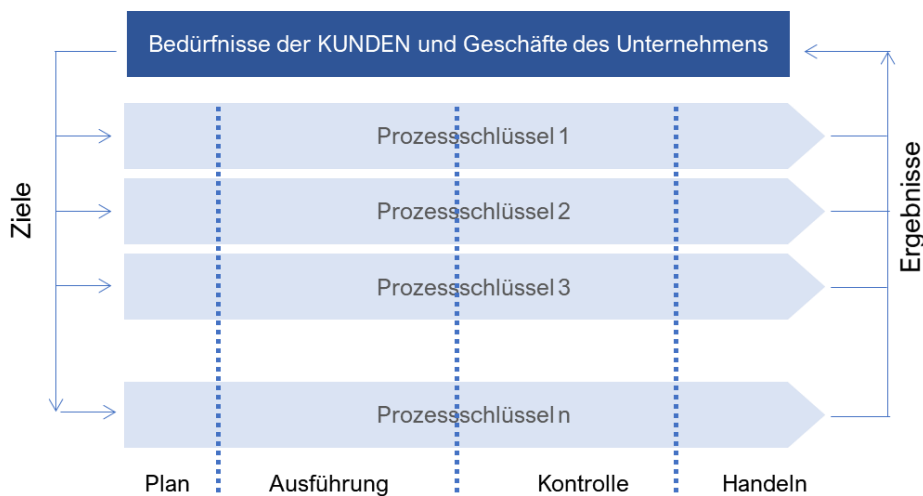 Bedürfnisse der KUNDEN und Geschäfte des Unternehmens
Ziele
Prozessschlüssel 1
Prozessschlüssel 2
Prozessschlüssel 3
Prozessschlüssel n
Ergebnisse
Plan
Ausführung
Kontrolle
Handeln